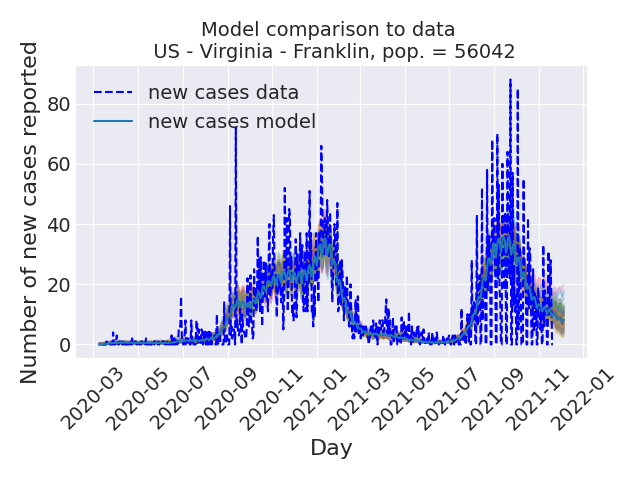 Model comparison to data
US - Virginia - Franklin, pop. = 56042
Number of new cases reported
new cases data
new cases model
80
60
40
20
0
2020-03
2020-05
2020-07
2020-09
2020-11
2021-01
2021-03
2021-05
2021-07
2021-09
2021-11
2022-01
Day